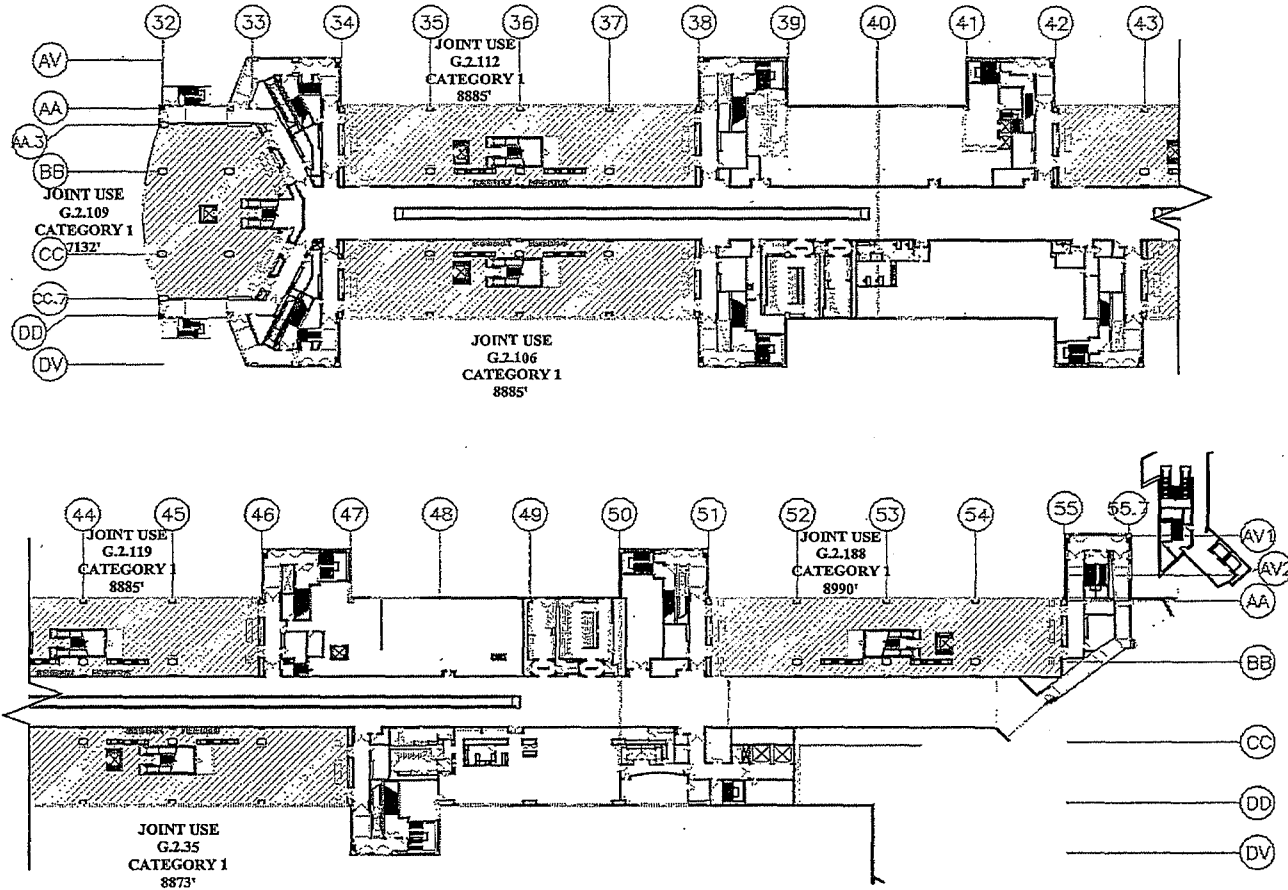 32 33 34 35 36 37 38 39 40 41 42 43
JOINT USE
G.2.112
CATEGORY 1
8885'
AV
AA
AA.3
BB
JOINT USE
G.2.109
CATEGORY 1
7132'
CC
CC.7
DD
DV
JOINT USE
G.2.106
CATEGORY 1
8885'
44 45 46 47 48 49 50 51 52 53 54 55 55.7
JOINT USE
G.2.119
CATEGORY 1
8885'
JOINT USE
G.2.188
CATEGORY 1
8990'
AV1
AV2
AA
BB
CC
DD
DV
JOINT USE
G.2.35
CATEGORY 1
8873'